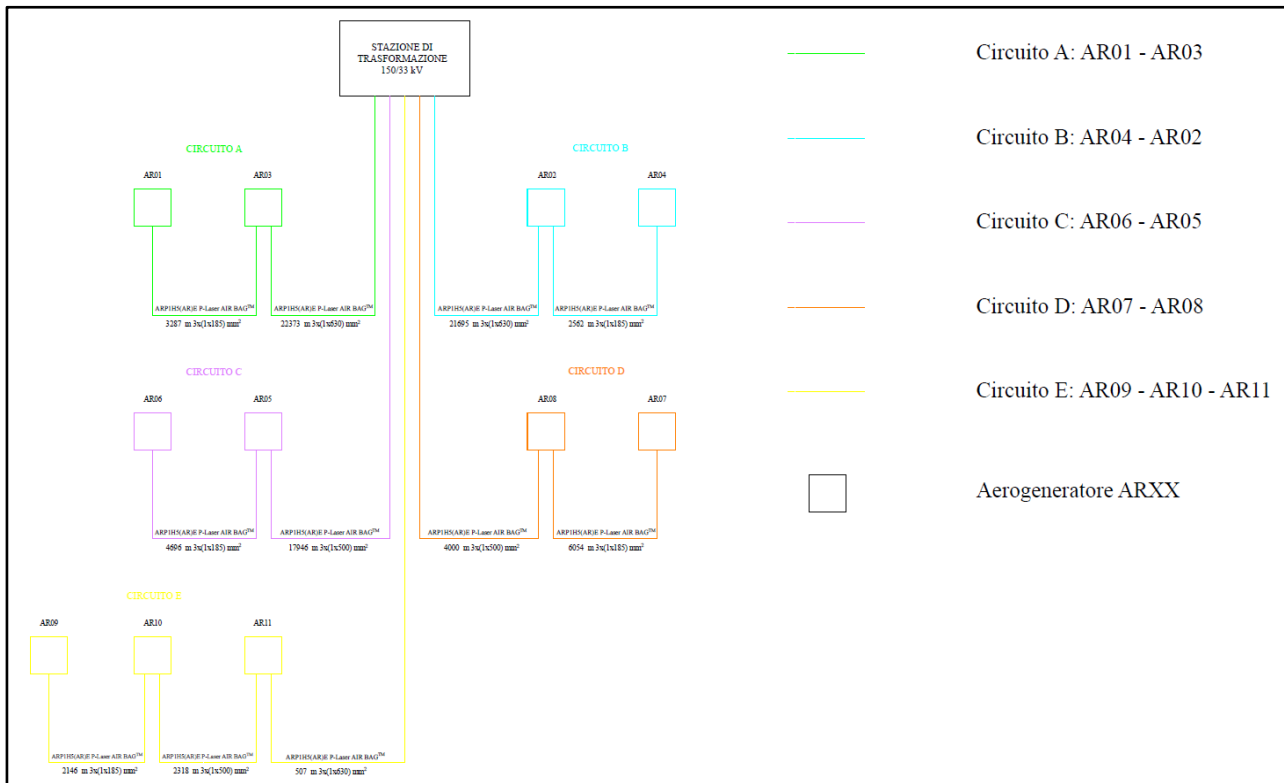 STAZIONE DI
TRASFORMAZIONE
150/33 kV
CIRCUITO A
AR01
AR03
ARP1H5(AR)E P-Laser AIR BAG™
3287 m 3x(1x185) mm²
ARP1H5(AR)E P-Laser AIR BAG™
22373 m 3x(1x630) mm²
CIRCUITO B
AR02
AR04
ARP1H5(AR)E P-Laser AIR BAG™
21695 m 3x(1x630) mm²
ARP1H5(AR)E P-Laser AIR BAG™
2562 m 3x(1x185) mm²
CIRCUITO C
AR06
AR05
ARP1H5(AR)E P-Laser AIR BAG™
4696 m 3x(1x185) mm²
ARP1H5(AR)E P-Laser AIR BAG™
17946 m 3x(1x500) mm²
CIRCUITO D
AR08
AR07
ARP1H5(AR)E P-Laser AIR BAG™
4000 m 3x(1x500) mm²
ARP1H5(AR)E P-Laser AIR BAG™
6054 m 3x(1x185) mm²
CIRCUITO E
AR09
AR10
AR11
ARP1H5(AR)E P-Laser AIR BAG™
2146 m 3x(1x185) mm²
ARP1H5(AR)E P-Laser AIR BAG™
2318 m 3x(1x500) mm²
ARP1H5(AR)E P-Laser AIR BAG™
507 m 3x(1x630) mm²
Circuito A: AR01 - AR03
Circuito B: AR04 - AR02
Circuito C: AR06 - AR05
Circuito D: AR07 - AR08
Circuito E: AR09 - AR10 - AR11
Aerogeneratore ARXX